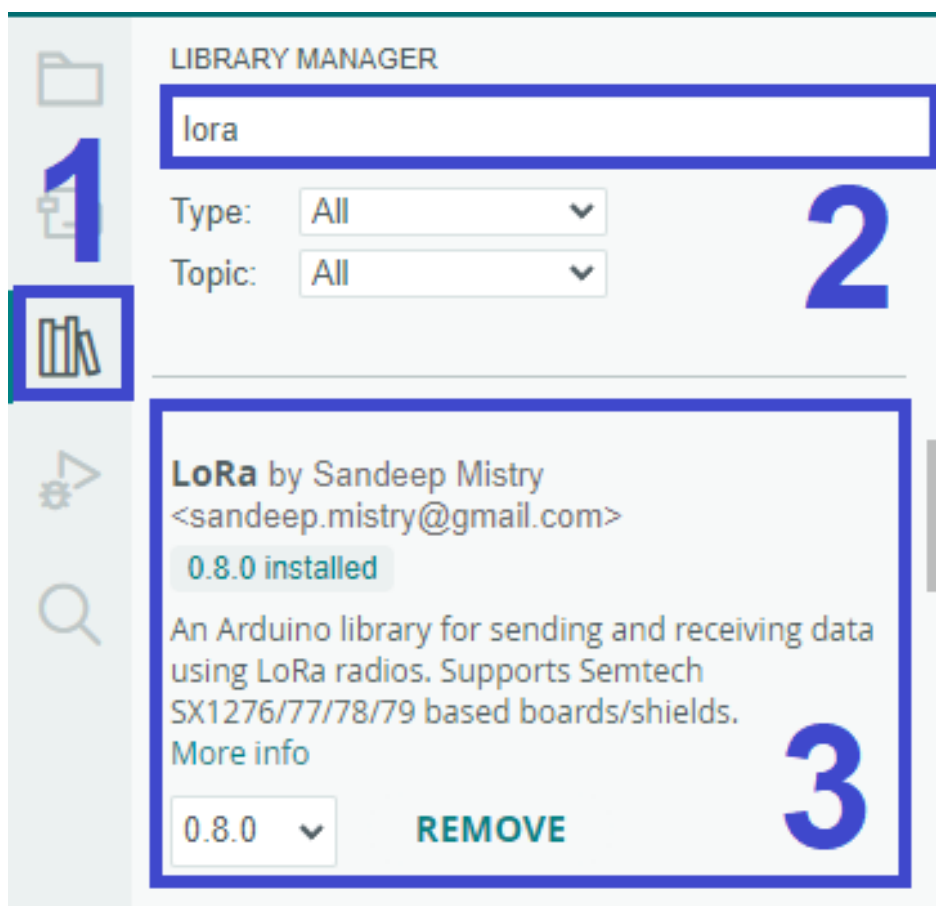 LIBRARY MANAGER
lora
1
Type: All
2
Topic: All
LoRa by Sandeep Mistry
<sandeep.mistry@gmail.com>
0.8.0 installed
An Arduino library for sending and receiving data
using LoRa radios. Supports Semtech
SX1276/77/78/79 based boards/shields.
More info
3
0.8.0 REMOVE